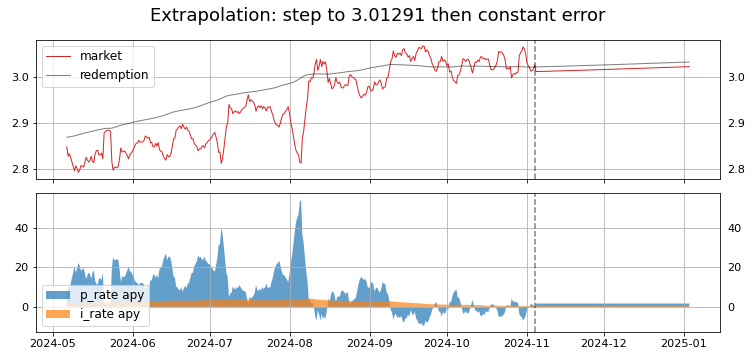 Extrapolation: step to 3.01291 then constant error
market
redemption
3.0 3.0
2.9 2.9
2.8 2.8
40 40
20 20
0 0
p_rate apy
i_rate apy
2024-05 2024-06 2024-07 2024-08 2024-09 2024-10 2024-11 2024-12 2025-01